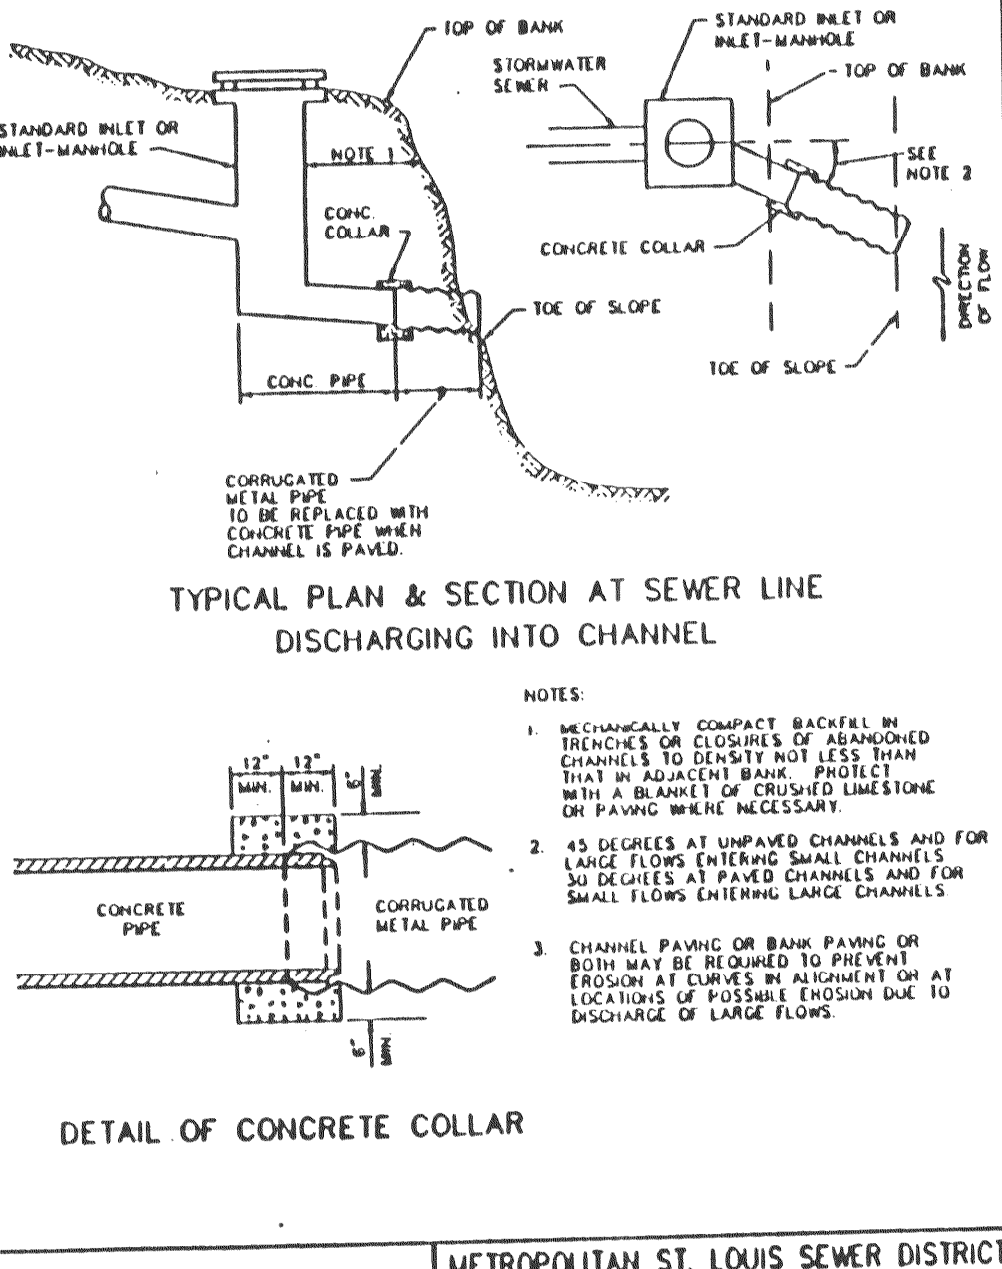 TOP OF BANK
STANDARD INLET OR
INLET-MANHOLE
NOTE 1
CONC.
COLLAR
TOE OF SLOPE
CONC PIPE
CORRUGATED
METAL PIPE
TO BE REPLACED WITH
CONCRETE PIPE WHEN
CHANNEL IS PAVED.
STANDARD INLET OR
INLET-MANHOLE
STORMWATER
SEWER
TOP OF BANK
SEE
NOTE 2
CONCRETE COLLAR
DIRECTION
OF FLOW
TOE OF SLOPE
TYPICAL PLAN & SECTION AT SEWER LINE
DISCHARGING INTO CHANNEL
NOTES:
1. MECHANICALLY COMPACT BACKFILL IN
TRENCHES OR CLOSURES OF ABANDONED
CHANNELS TO DENSITY NOT LESS THAN
THAT IN ADJACENT BANK. PROTECT
WITH A BLANKET OF CRUSHED LIMESTONE
OR PAVING WHERE NECESSARY.
2. 45 DEGREES AT UNPAVED CHANNELS AND FOR
LARGE FLOWS ENTERING SMALL CHANNELS
30 DEGREES AT PAVED CHANNELS AND FOR
SMALL FLOWS ENTERING LARGE CHANNELS.
3. CHANNEL PAVING OR BANK PAVING OR
BOTH MAY BE REQUIRED TO PREVENT
EROSION AT CURVES IN ALIGNMENT OR AT
LOCATIONS OF POSSIBLE EROSION DUE TO
DISCHARGE OF LARGE FLOWS.
12" 12"
MIN. MIN.
6"
MIN.
CONCRETE
PIPE
CORRUGATED
METAL PIPE
6"
MIN.
DETAIL OF CONCRETE COLLAR
METROPOLITAN ST. LOUIS SEWER DISTRICT